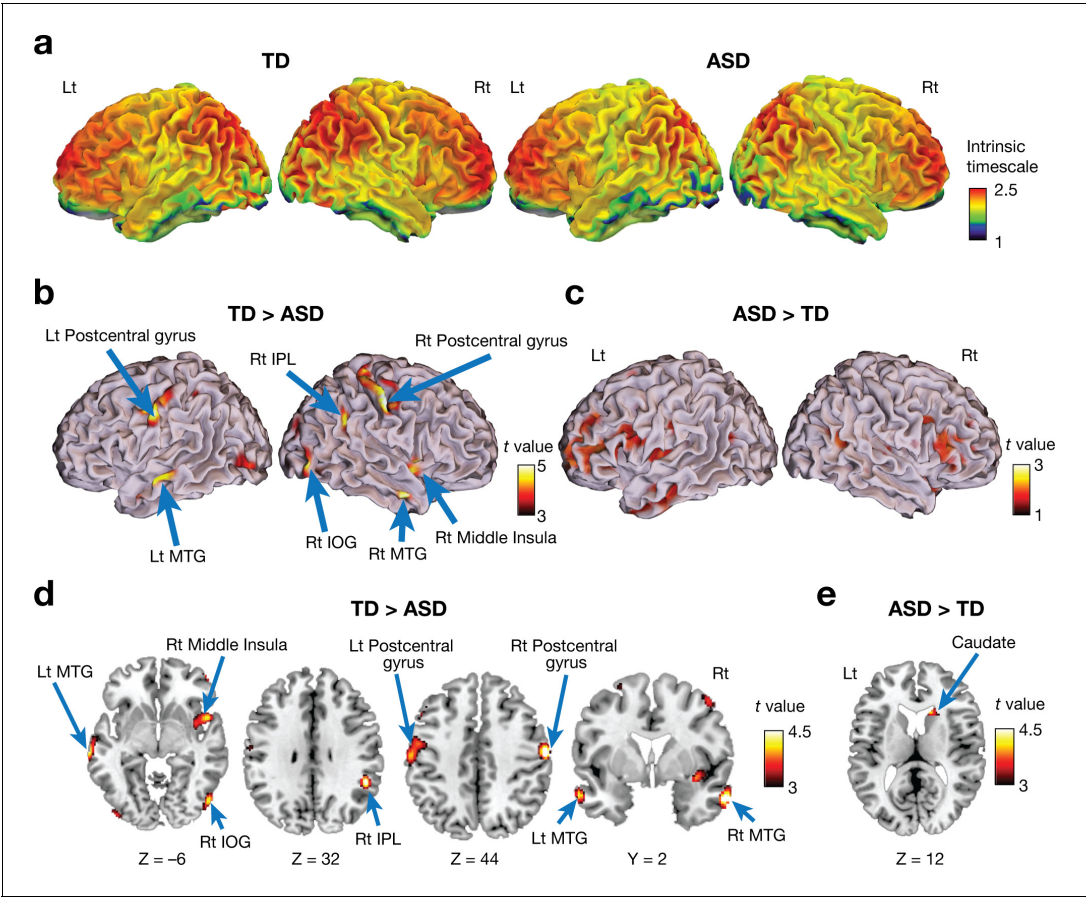 a
TD
ASD
Lt
Rt
Lt
Rt
Intrinsic
timescale
2.5
1
b
TD > ASD
Lt Postcentral gyrus
Rt IPL
Rt Postcentral gyrus
t value
5
3
Lt MTG
Rt IOG
Rt MTG
Rt Middle Insula
c
ASD > TD
Lt
Rt
t value
3
1
d
TD > ASD
Lt MTG
Rt Middle Insula
Lt Postcentral
gyrus
Rt Postcentral
gyrus
Rt
t value
4.5
3
Rt IOG
Rt IPL
Lt MTG
Rt MTG
Z = –6
Z = 32
Z = 44
Y = 2
e
ASD > TD
Caudate
Lt
t value
4.5
3
Z = 12